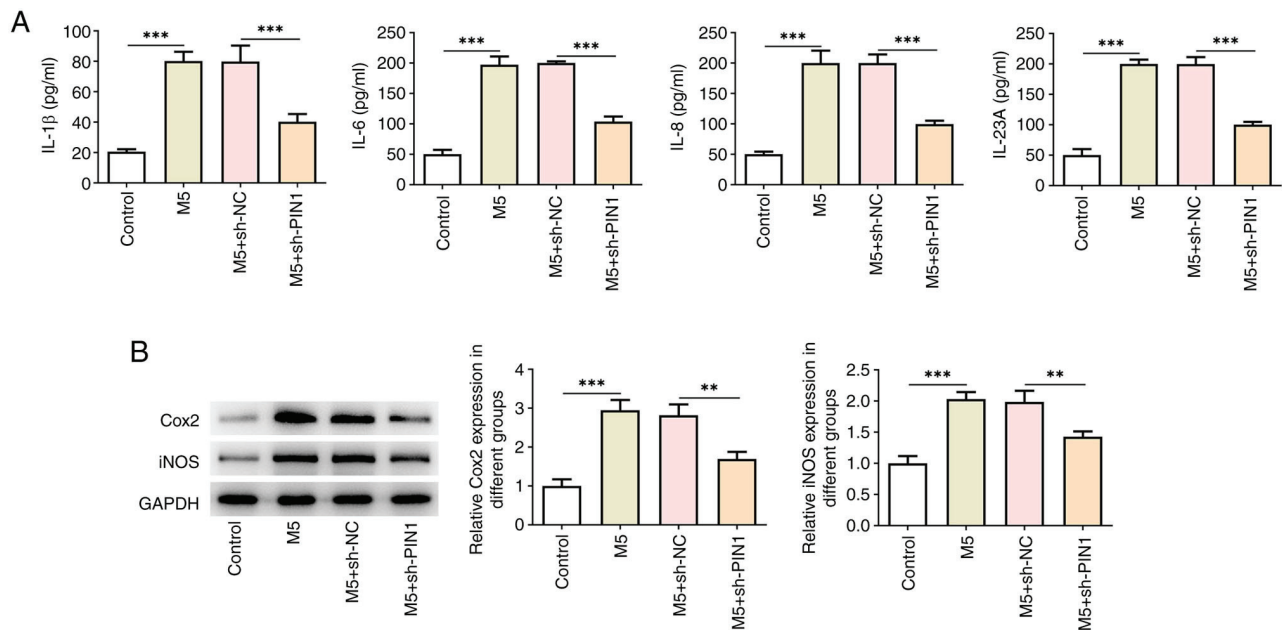 A
IL-1β (pg/ml)
100
80
60
40
20
0
***
***
Control
M5
M5+sh-NC
M5+sh-PIN1
IL-6 (pg/ml)
250
200
150
100
50
0
***
***
Control
M5
M5+sh-NC
M5+sh-PIN1
IL-8 (pg/ml)
250
200
150
100
50
0
***
***
Control
M5
M5+sh-NC
M5+sh-PIN1
IL-23A (pg/ml)
250
200
150
100
50
0
***
***
Control
M5
M5+sh-NC
M5+sh-PIN1
B
Cox2
iNOS
GAPDH
Control
M5
M5+sh-NC
M5+sh-PIN1
Relative Cox2 expression in
different groups
4
3
2
1
0
***
**
Control
M5
M5+sh-NC
M5+sh-PIN1
Relative iNOS expression in
different groups
2.5
2.0
1.5
1.0
0.5
0.0
***
**
Control
M5
M5+sh-NC
M5+sh-PIN1